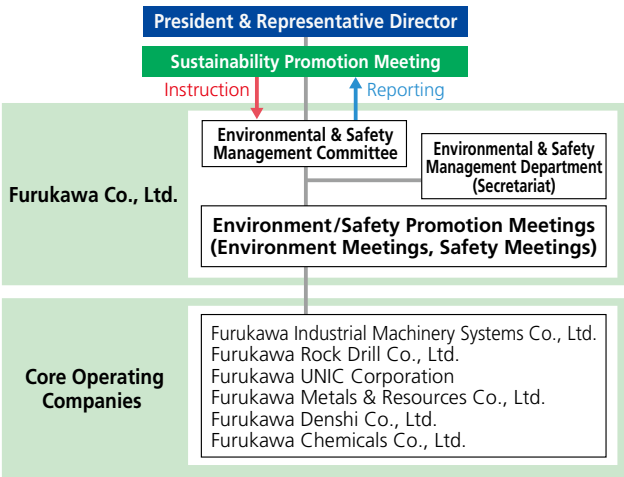 President & Representative Director
Sustainability Promotion Meeting
Instruction
Reporting
Environmental & Safety
Management Committee
Environmental & Safety
Management Department
(Secretariat)
Furukawa Co., Ltd.
Environment/Safety Promotion Meetings
(Environment Meetings, Safety Meetings)
Core Operating
Companies
Furukawa Industrial Machinery Systems Co., Ltd.
Furukawa Rock Drill Co., Ltd.
Furukawa UNIC Corporation
Furukawa Metals & Resources Co., Ltd.
Furukawa Denshi Co., Ltd.
Furukawa Chemicals Co., Ltd.